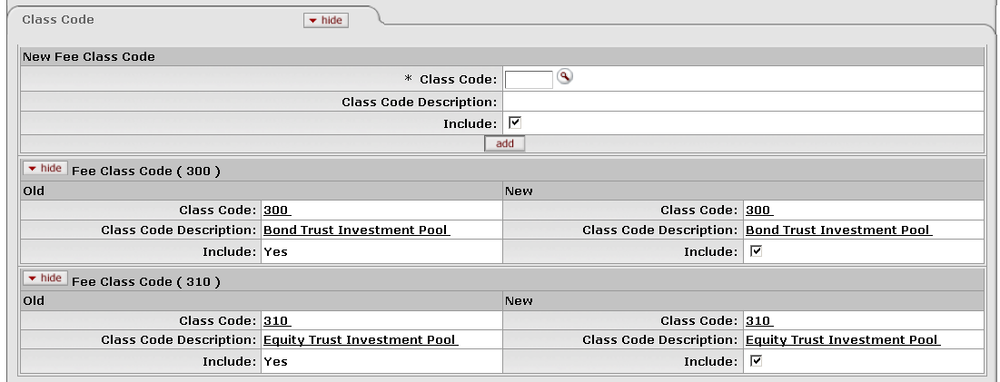 Class Code hide
New Fee Class Code
* Class Code:
Class Code Description:
Include:
add
hide Fee Class Code ( 300 )
Old New
Class Code: 300 Class Code: 300
Class Code Description: Bond Trust Investment Pool Class Code Description: Bond Trust Investment Pool
Include: Yes Include:
hide Fee Class Code ( 310 )
Old New
Class Code: 310 Class Code: 310
Class Code Description: Equity Trust Investment Pool Class Code Description: Equity Trust Investment Pool
Include: Yes Include: